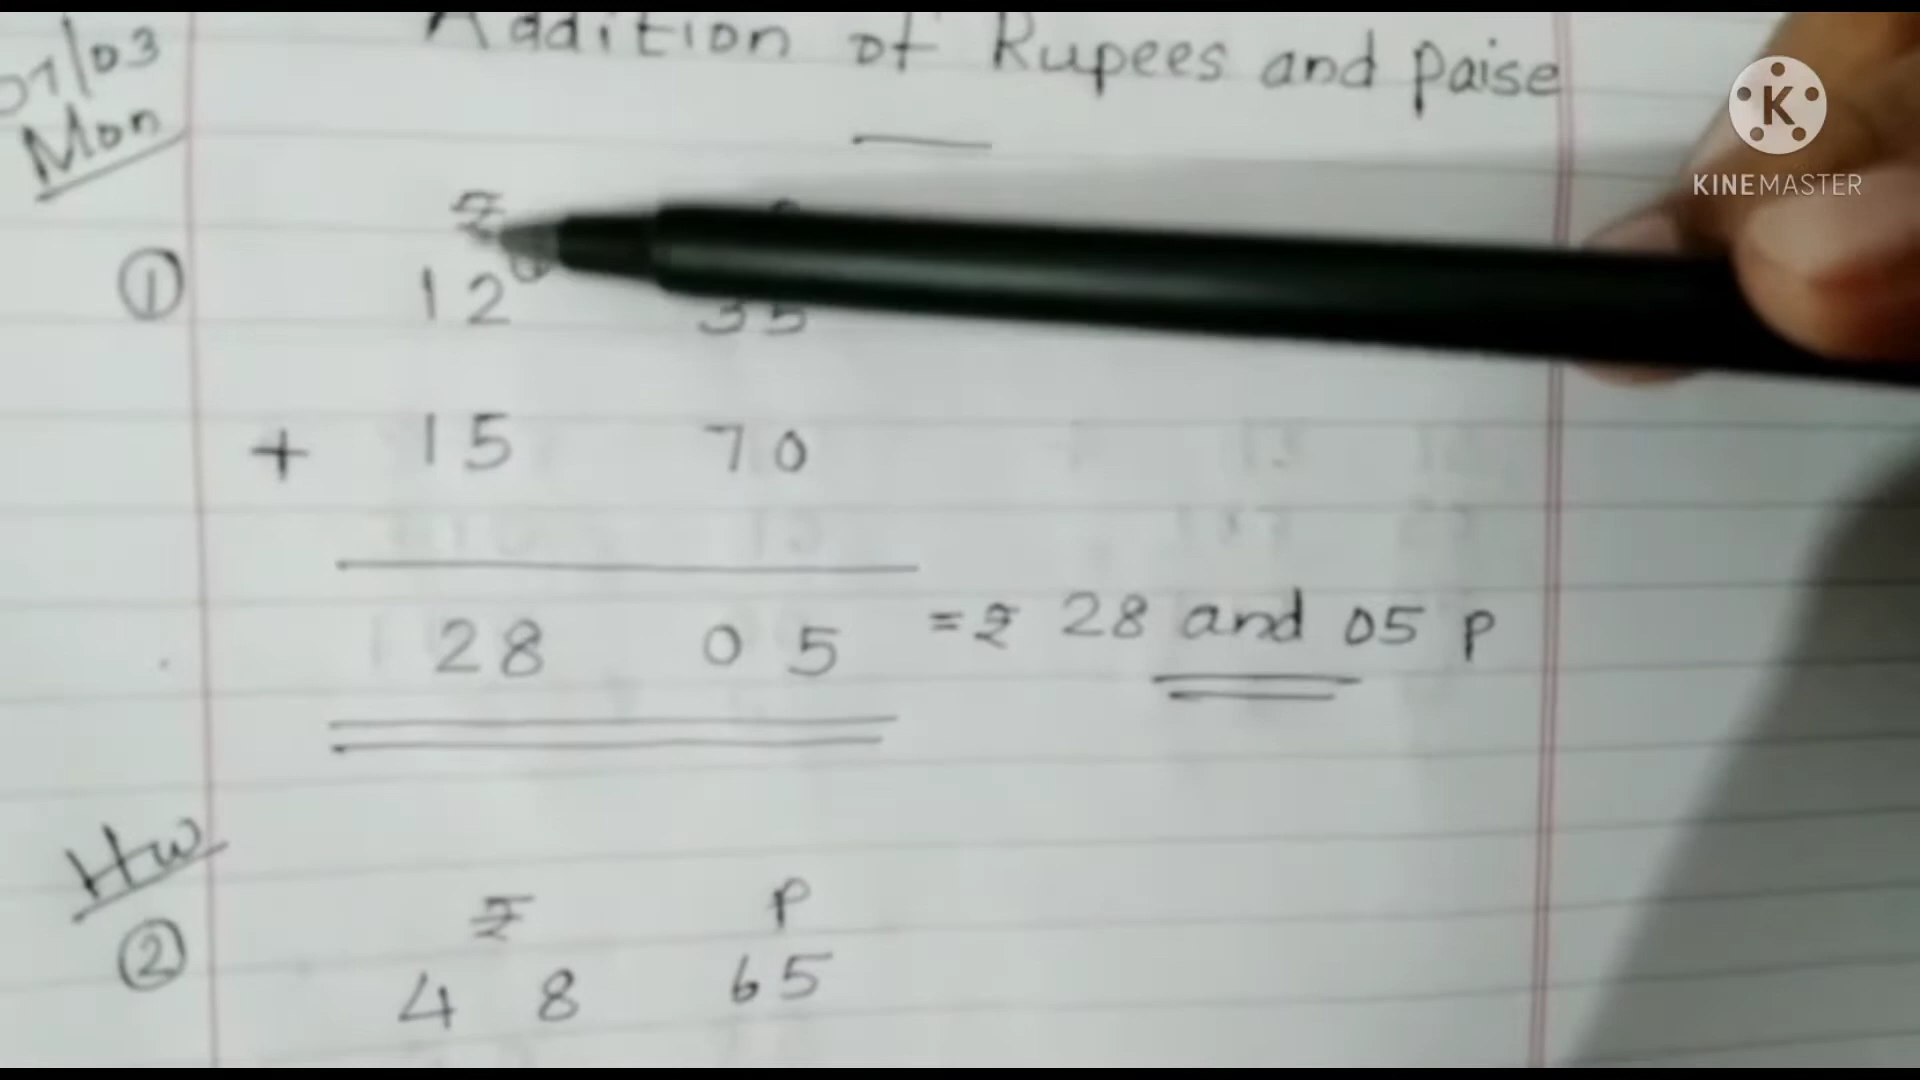 07/03
Mon
Addition of Rupees and Paise
KINEMASTER
₹
① 12 35
+ 15 70
28 05 = ₹ 28 and 05 P
HW
₹ P
② 4 8 65